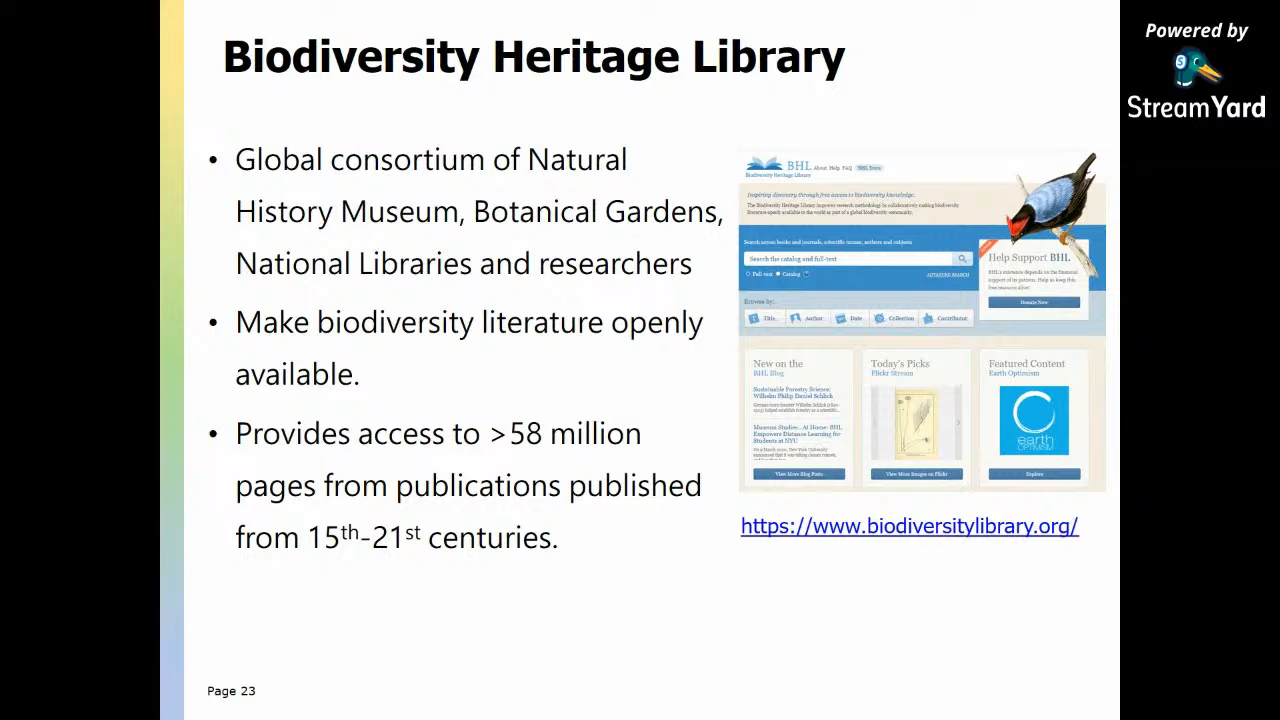 Biodiversity Heritage Library
Powered by
StreamYard
• Global consortium of Natural
History Museum, Botanical Gardens,
National Libraries and researchers
• Make biodiversity literature openly
available.
• Provides access to >58 million
pages from publications published
from 15th-21st centuries.
BHL About Help FAQ BHL Store
Biodiversity Heritage Library
Inspiring discovery through free access to biodiversity knowledge.
The Biodiversity Heritage Library improves research methodology by collaboratively making biodiversity
literature openly available to the world as part of a global biodiversity community.
Search across books and journals, scientific names, authors and subjects
Search the catalog and full-text
Full-text Catalog
ADVANCED SEARCH
Help Support BHL
BHL's existence depends on the financial
support of its patrons. Help us keep this
free resource alive!
Donate Now
Browse by:
Title Author Date Collection Contributor
New on the
BHL Blog
Sustainable Forestry Science:
Wilhelm Philip Daniel Schlich
Museum Studies...At Home: BHL
Empowers Distance Learning for
Students at NYU
View More Blog Posts
Today's Picks
Flickr Stream
View More Images on Flickr
Featured Content
Earth Optimism
earth
OPTIMISM
Explore
https://www.biodiversitylibrary.org/
Page 23